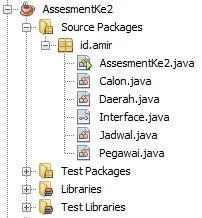 AssesmentKe2
Source Packages
id.amir
AssesmentKe2.java
Calon.java
Daerah.java
Interface.java
Jadwal.java
Pegawai.java
Test Packages
Libraries
Test Libraries